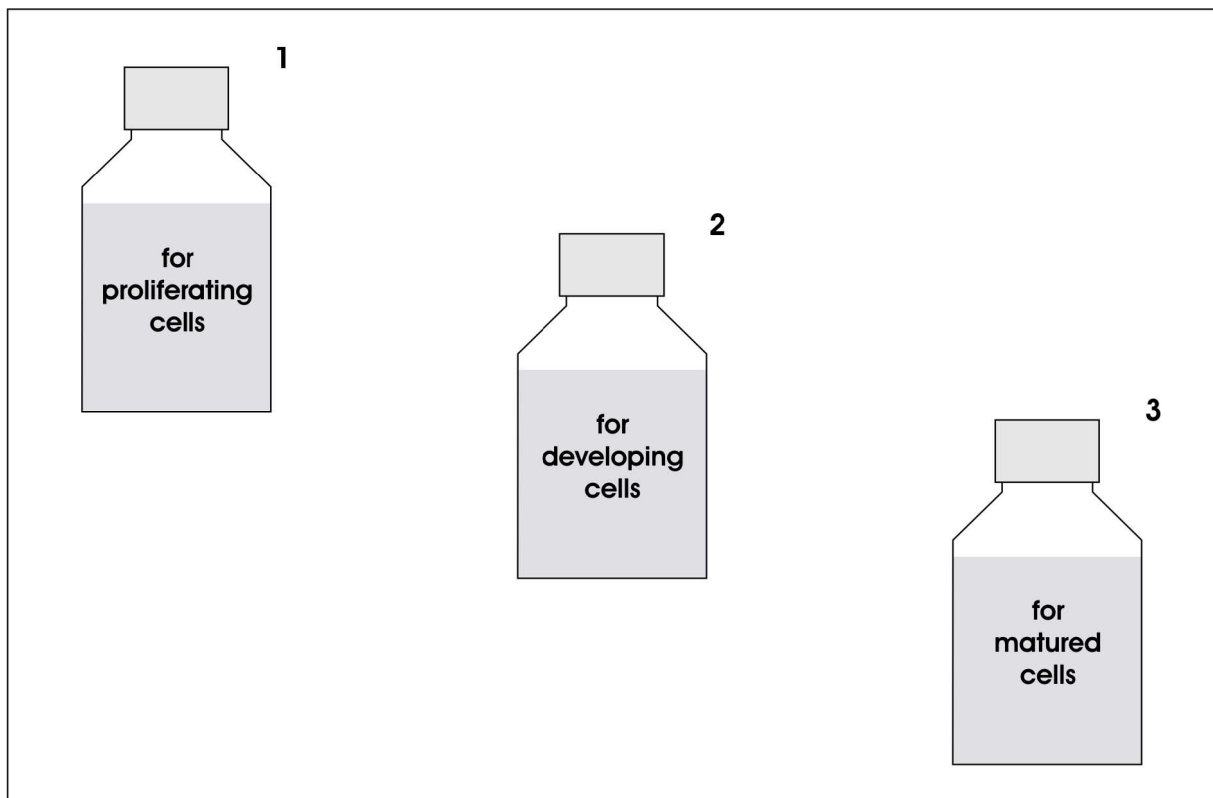 1
for
proliferating
cells
2
for
developing
cells
3
for
matured
cells